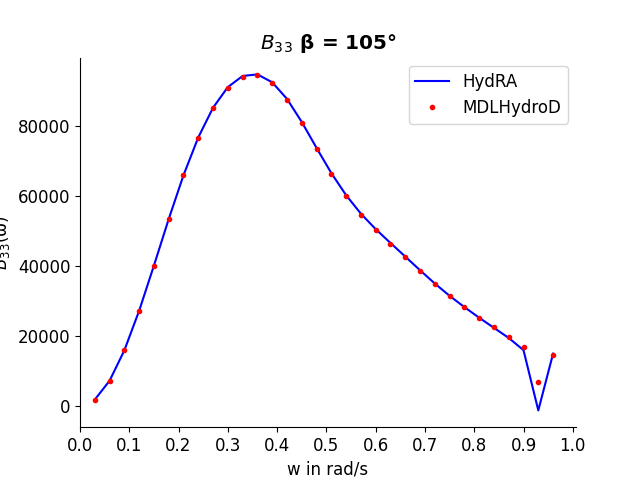 B₃₃ β = 105°
HydRA
MDLHydroD
80000
60000
40000
20000
0
B₃₃(ω)
0.0 0.1 0.2 0.3 0.4 0.5 0.6 0.7 0.8 0.9 1.0
w in rad/s